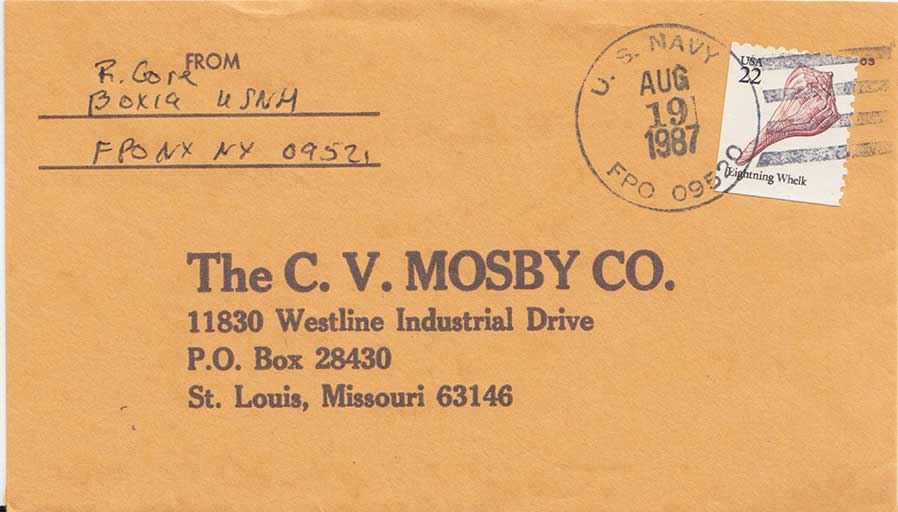 FROM
R. Gore
Box 19 USNH
FPO NY NY 09521
U. S. NAVY
AUG
19
1987
FPO 09520
USA
22
03
Lightning Whelk
The C. V. MOSBY CO.
11830 Westline Industrial Drive
P.O. Box 28430
St. Louis, Missouri 63146